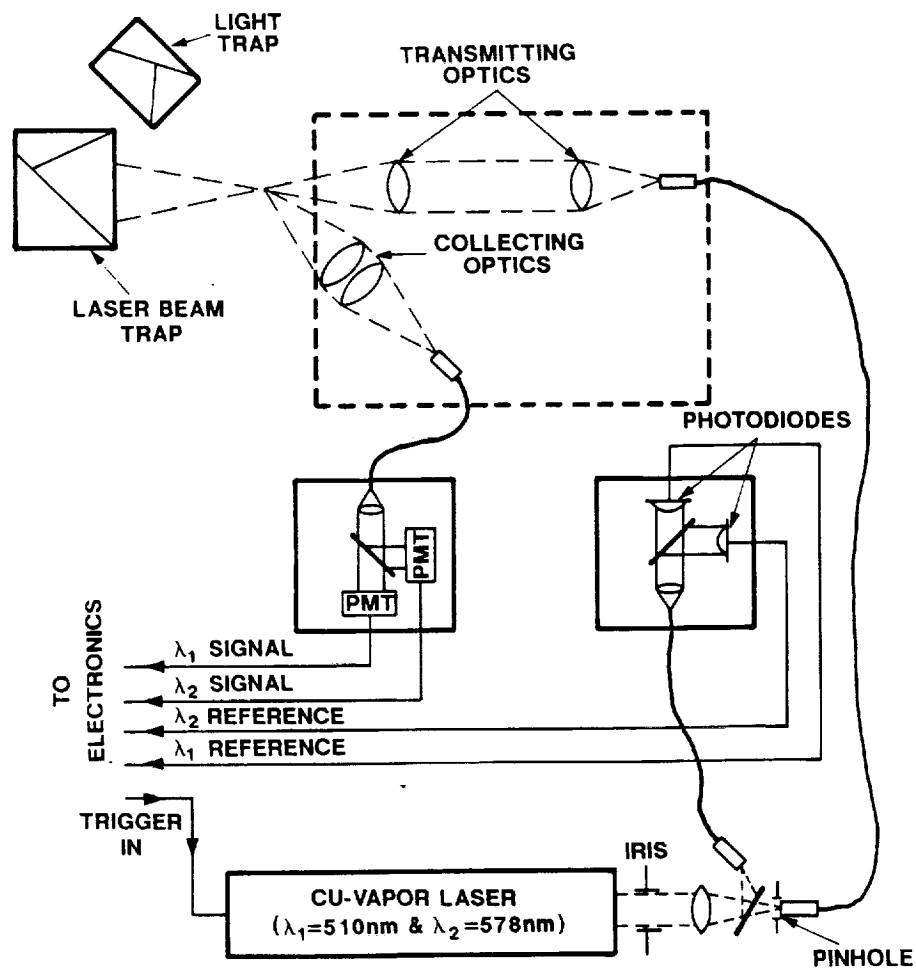 LIGHT
TRAP
TRANSMITTING
OPTICS
COLLECTING
OPTICS
LASER BEAM
TRAP
PHOTODIODES
PMT
PMT
λ1 SIGNAL
λ2 SIGNAL
λ2 REFERENCE
λ1 REFERENCE
TO
ELECTRONICS
TRIGGER
IN
IRIS
CU-VAPOR LASER
(λ1=510nm & λ2=578nm)
PINHOLE